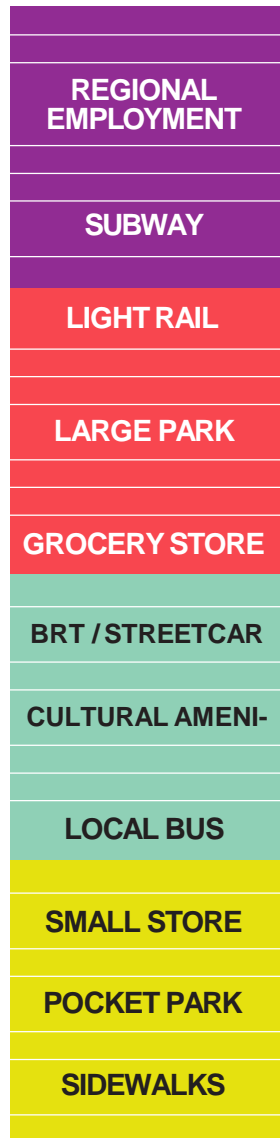 REGIONAL
EMPLOYMENT
SUBWAY
LIGHT RAIL
LARGE PARK
GROCERY STORE
BRT / STREETCAR
CULTURAL AMENI-
LOCAL BUS
SMALL STORE
POCKET PARK
SIDEWALKS